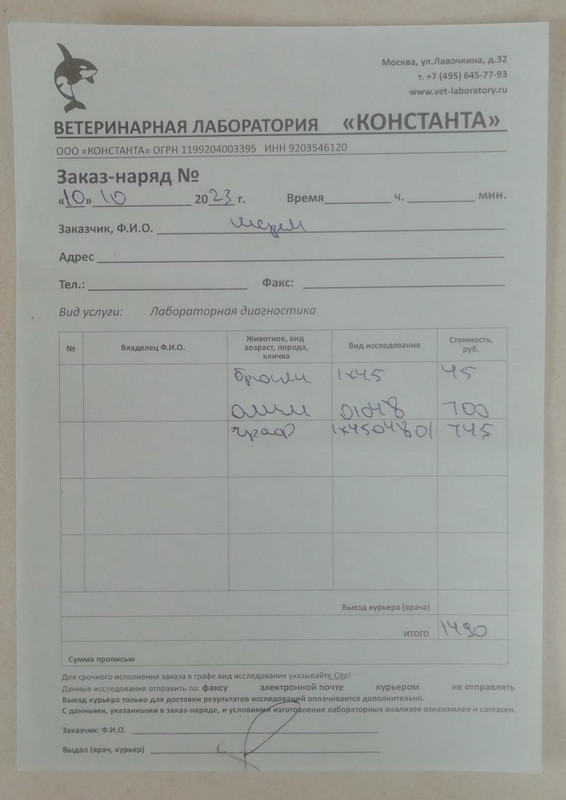 Москва, ул.Лавочкина, д.32
т. +7 (495) 645-77-93
www.vet-laboratory.ru
ВЕТЕРИНАРНАЯ ЛАБОРАТОРИЯ «КОНСТАНТА»
ООО «КОНСТАНТА» ОГРН 1199204003395 ИНН 9203546120
Заказ-наряд №
«10» 10 2023 г. Время ч. мин.
Заказчик, Ф.И.О.
Адрес
Тел.: Факс:
Вид услуги: Лабораторная диагностика
№ Владелец Ф.И.О. Животное, вид возраст, порода, кличка Вид исследования Стоимость, руб.
1х45 45
700
граф 745
Выезд курьера (врача)
итого 1490
Сумма прописью
Для срочного исполнения заказа в графе вид исследования указывайте Cito!
Данные исследования отправить по: факсу электронной почте курьером не отправлять
Выезд курьера только для доставки результатов исследований оплачивается дополнительно.
С данными, указанными в заказ-наряде, и условиями изготовления лабораторных анализов ознакомлен и согласен.
Заказчик: Ф.И.О.
Выдал (врач, курьер)